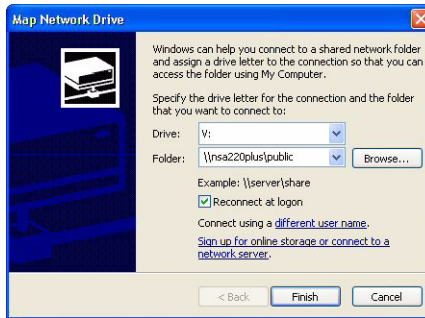 Map Network Drive
Windows can help you connect to a shared network folder
and assign a drive letter to the connection so that you can
access the folder using My Computer.
Specify the drive letter for the connection and the folder
that you want to connect to:
Drive: V:
Folder: \\nsa220plus\public Browse...
Example: \\server\share
Reconnect at logon
Connect using a different user name.
Sign up for online storage or connect to a
network server.
< Back Finish Cancel